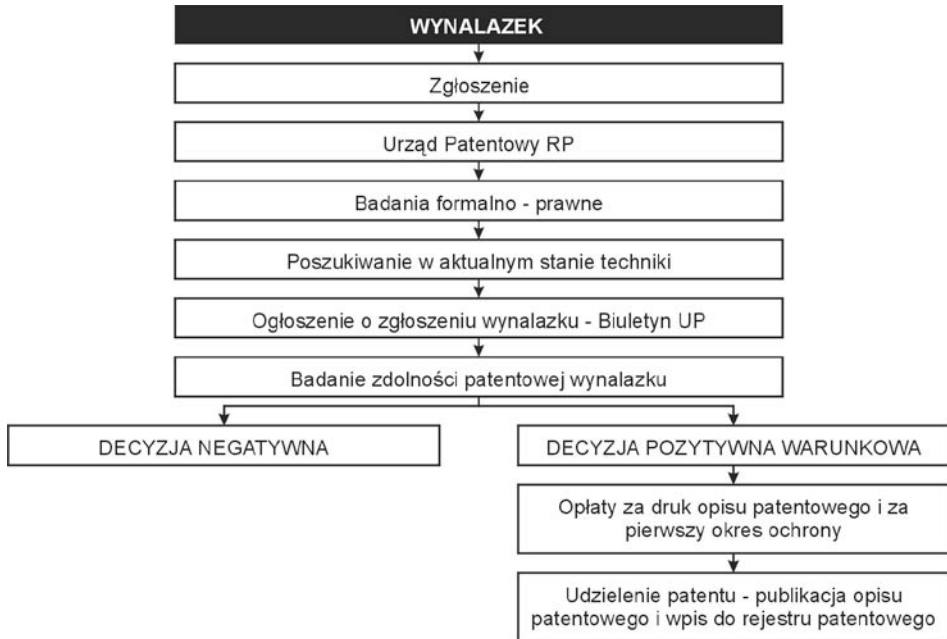 WYNALAZEK
Zgłoszenie
Urząd Patentowy RP
Badania formalno - prawne
Poszukiwanie w aktualnym stanie techniki
Ogłoszenie o zgłoszeniu wynalazku - Biuletyn UP
Badanie zdolności patentowej wynalazku
DECYZJA NEGATYWNA
DECYZJA POZYTYWNA WARUNKOWA
Opłaty za druk opisu patentowego i za
pierwszy okres ochrony
Udzielenie patentu - publikacja opisu
patentowego i wpis do rejestru patentowego